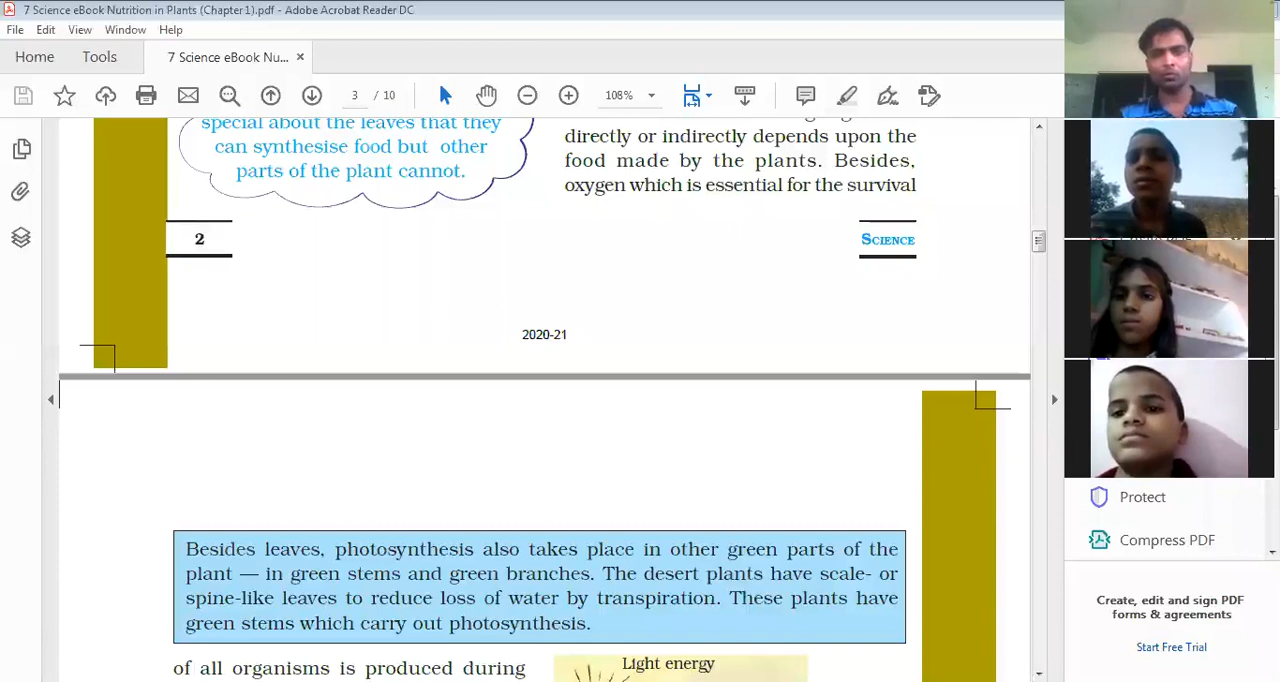 7 Science eBook Nutrition in Plants (Chapter 1).pdf - Adobe Acrobat Reader DC
File Edit View Window Help
Home Tools 7 Science eBook Nu... ×
3 / 10 108%
special about the leaves that they
can synthesise food but other
parts of the plant cannot.
directly or indirectly depends upon the
food made by the plants. Besides,
oxygen which is essential for the survival
2
SCIENCE
2020-21
Besides leaves, photosynthesis also takes place in other green parts of the
plant — in green stems and green branches. The desert plants have scale- or
spine-like leaves to reduce loss of water by transpiration. These plants have
green stems which carry out photosynthesis.
of all organisms is produced during
Light energy
Protect
Compress PDF
Create, edit and sign PDF
forms & agreements
Start Free Trial